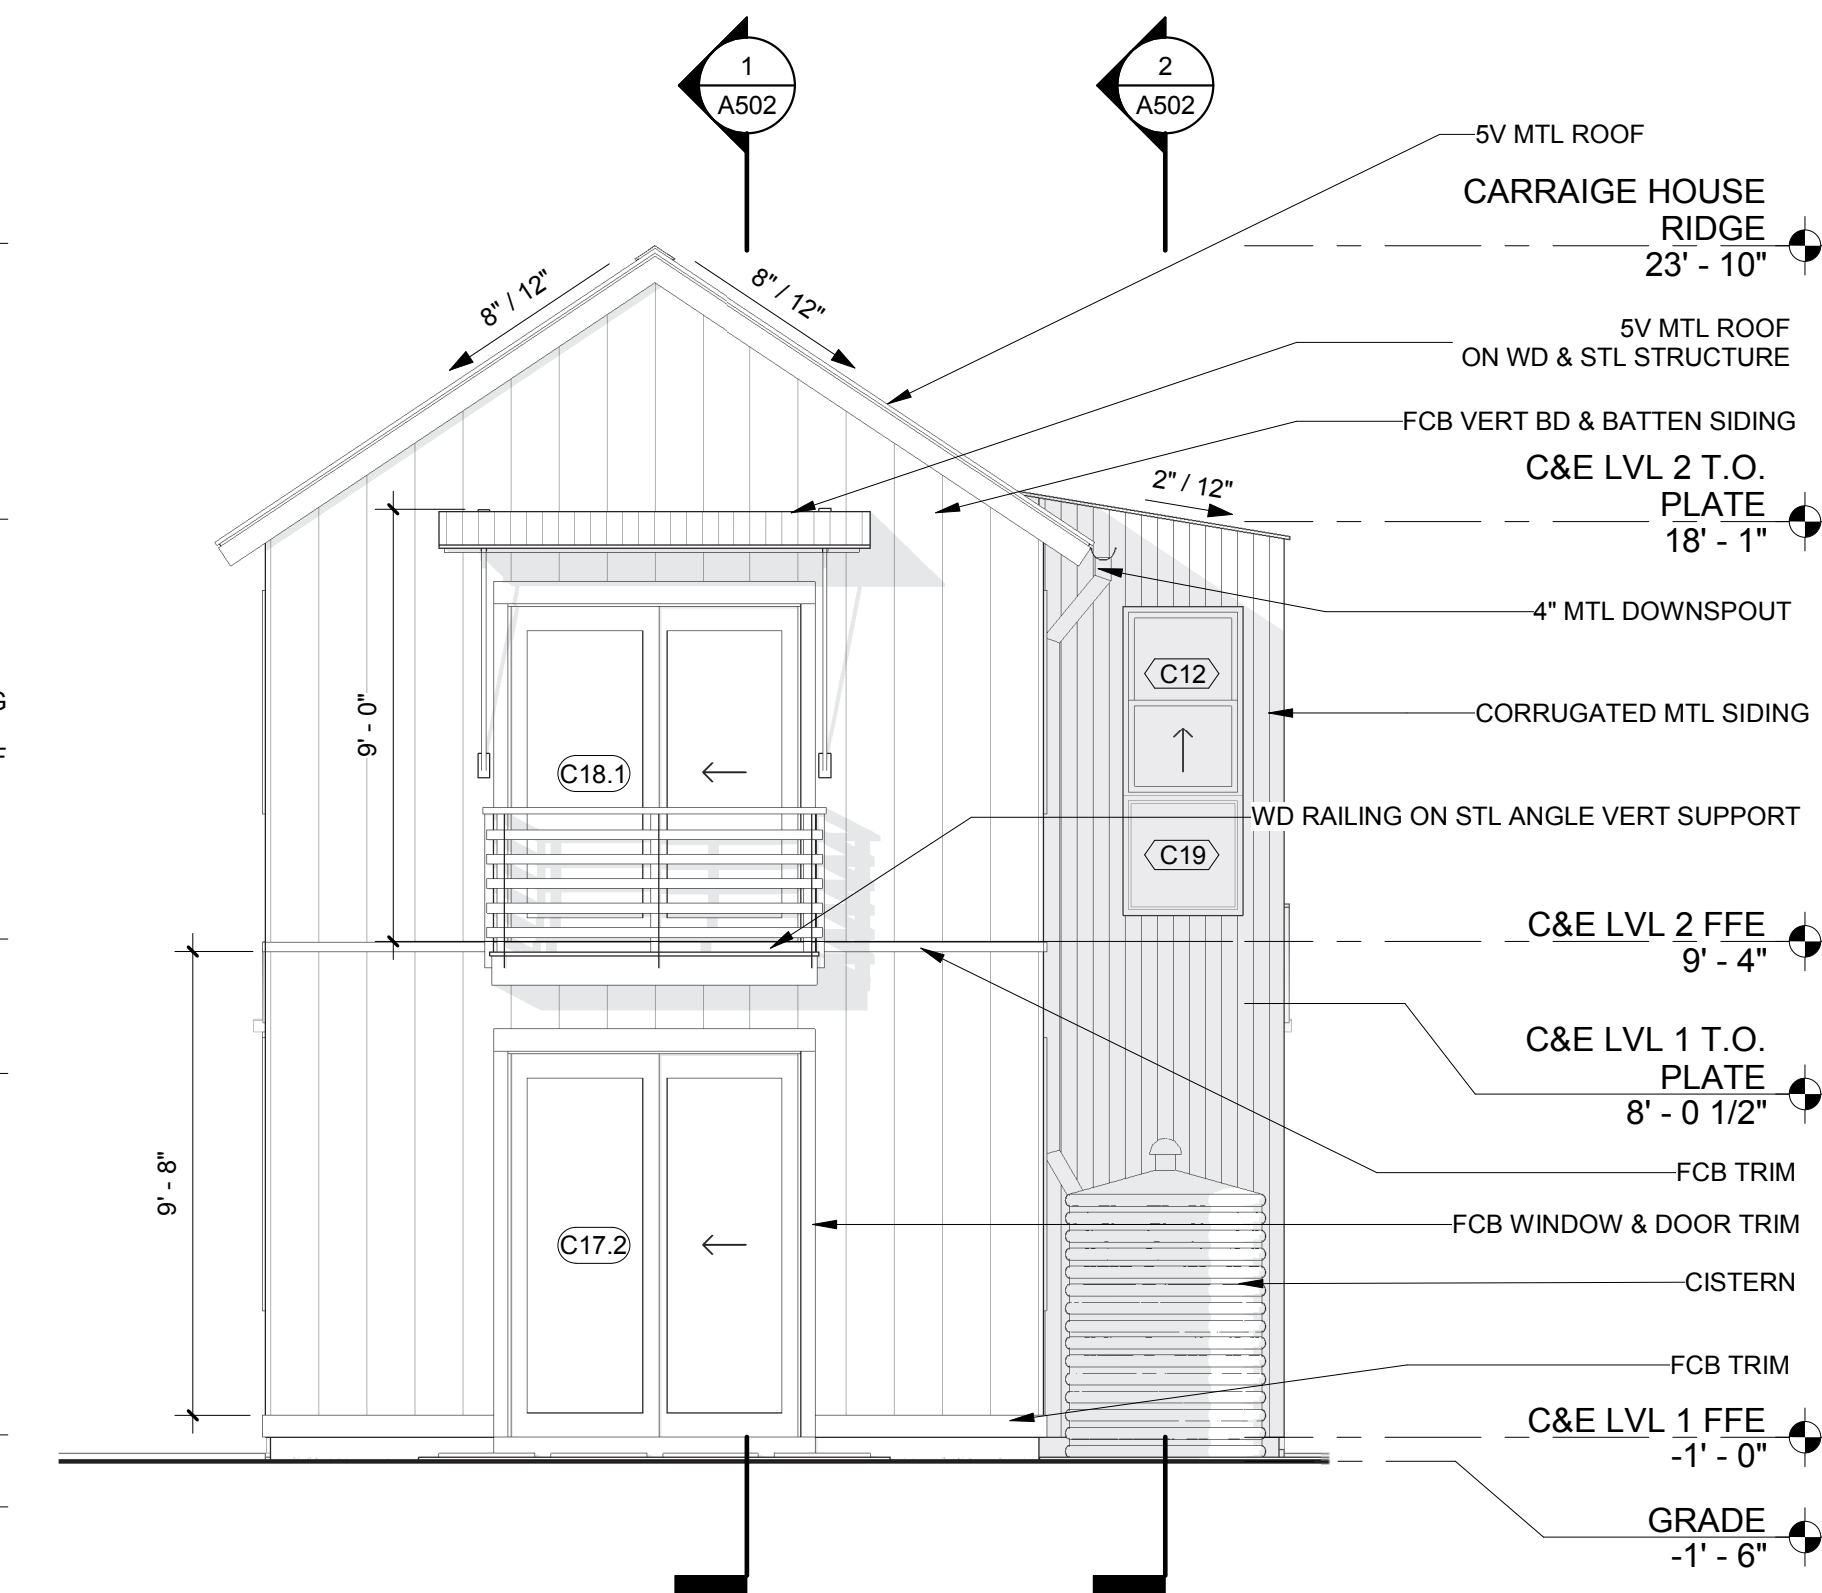 1
A502
2
A502
5V MTL ROOF
CARRAIGE HOUSE
RIDGE
23' - 10"
8" / 12"
8" / 12"
5V MTL ROOF
ON WD & STL STRUCTURE
FCB VERT BD & BATTEN SIDING
C&E LVL 2 T.O.
PLATE
18' - 1"
2" / 12"
4" MTL DOWNSPOUT
C12
G
CORRUGATED MTL SIDING
9' - 0"
F
C18.1
WD RAILING ON STL ANGLE VERT SUPPORT
C19
C&E LVL 2 FFE
9' - 4"
C&E LVL 1 T.O.
PLATE
8' - 0 1/2"
9' - 8"
FCB TRIM
FCB WINDOW & DOOR TRIM
C17.2
CISTERN
FCB TRIM
C&E LVL 1 FFE
-1' - 0"
GRADE
-1' - 6"